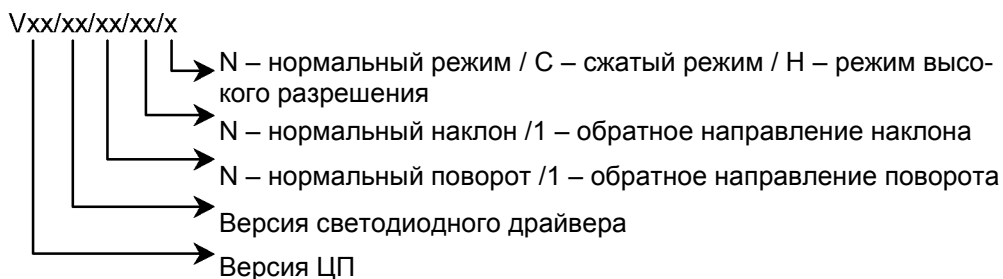 Vxx/xx/xx/xx/x
N – нормальный режим / C – сжатый режим / H – режим высо-
кого разрешения
N – нормальный наклон /1 – обратное направление наклона
N – нормальный поворот /1 – обратное направление поворота
Версия светодиодного драйвера
Версия ЦП